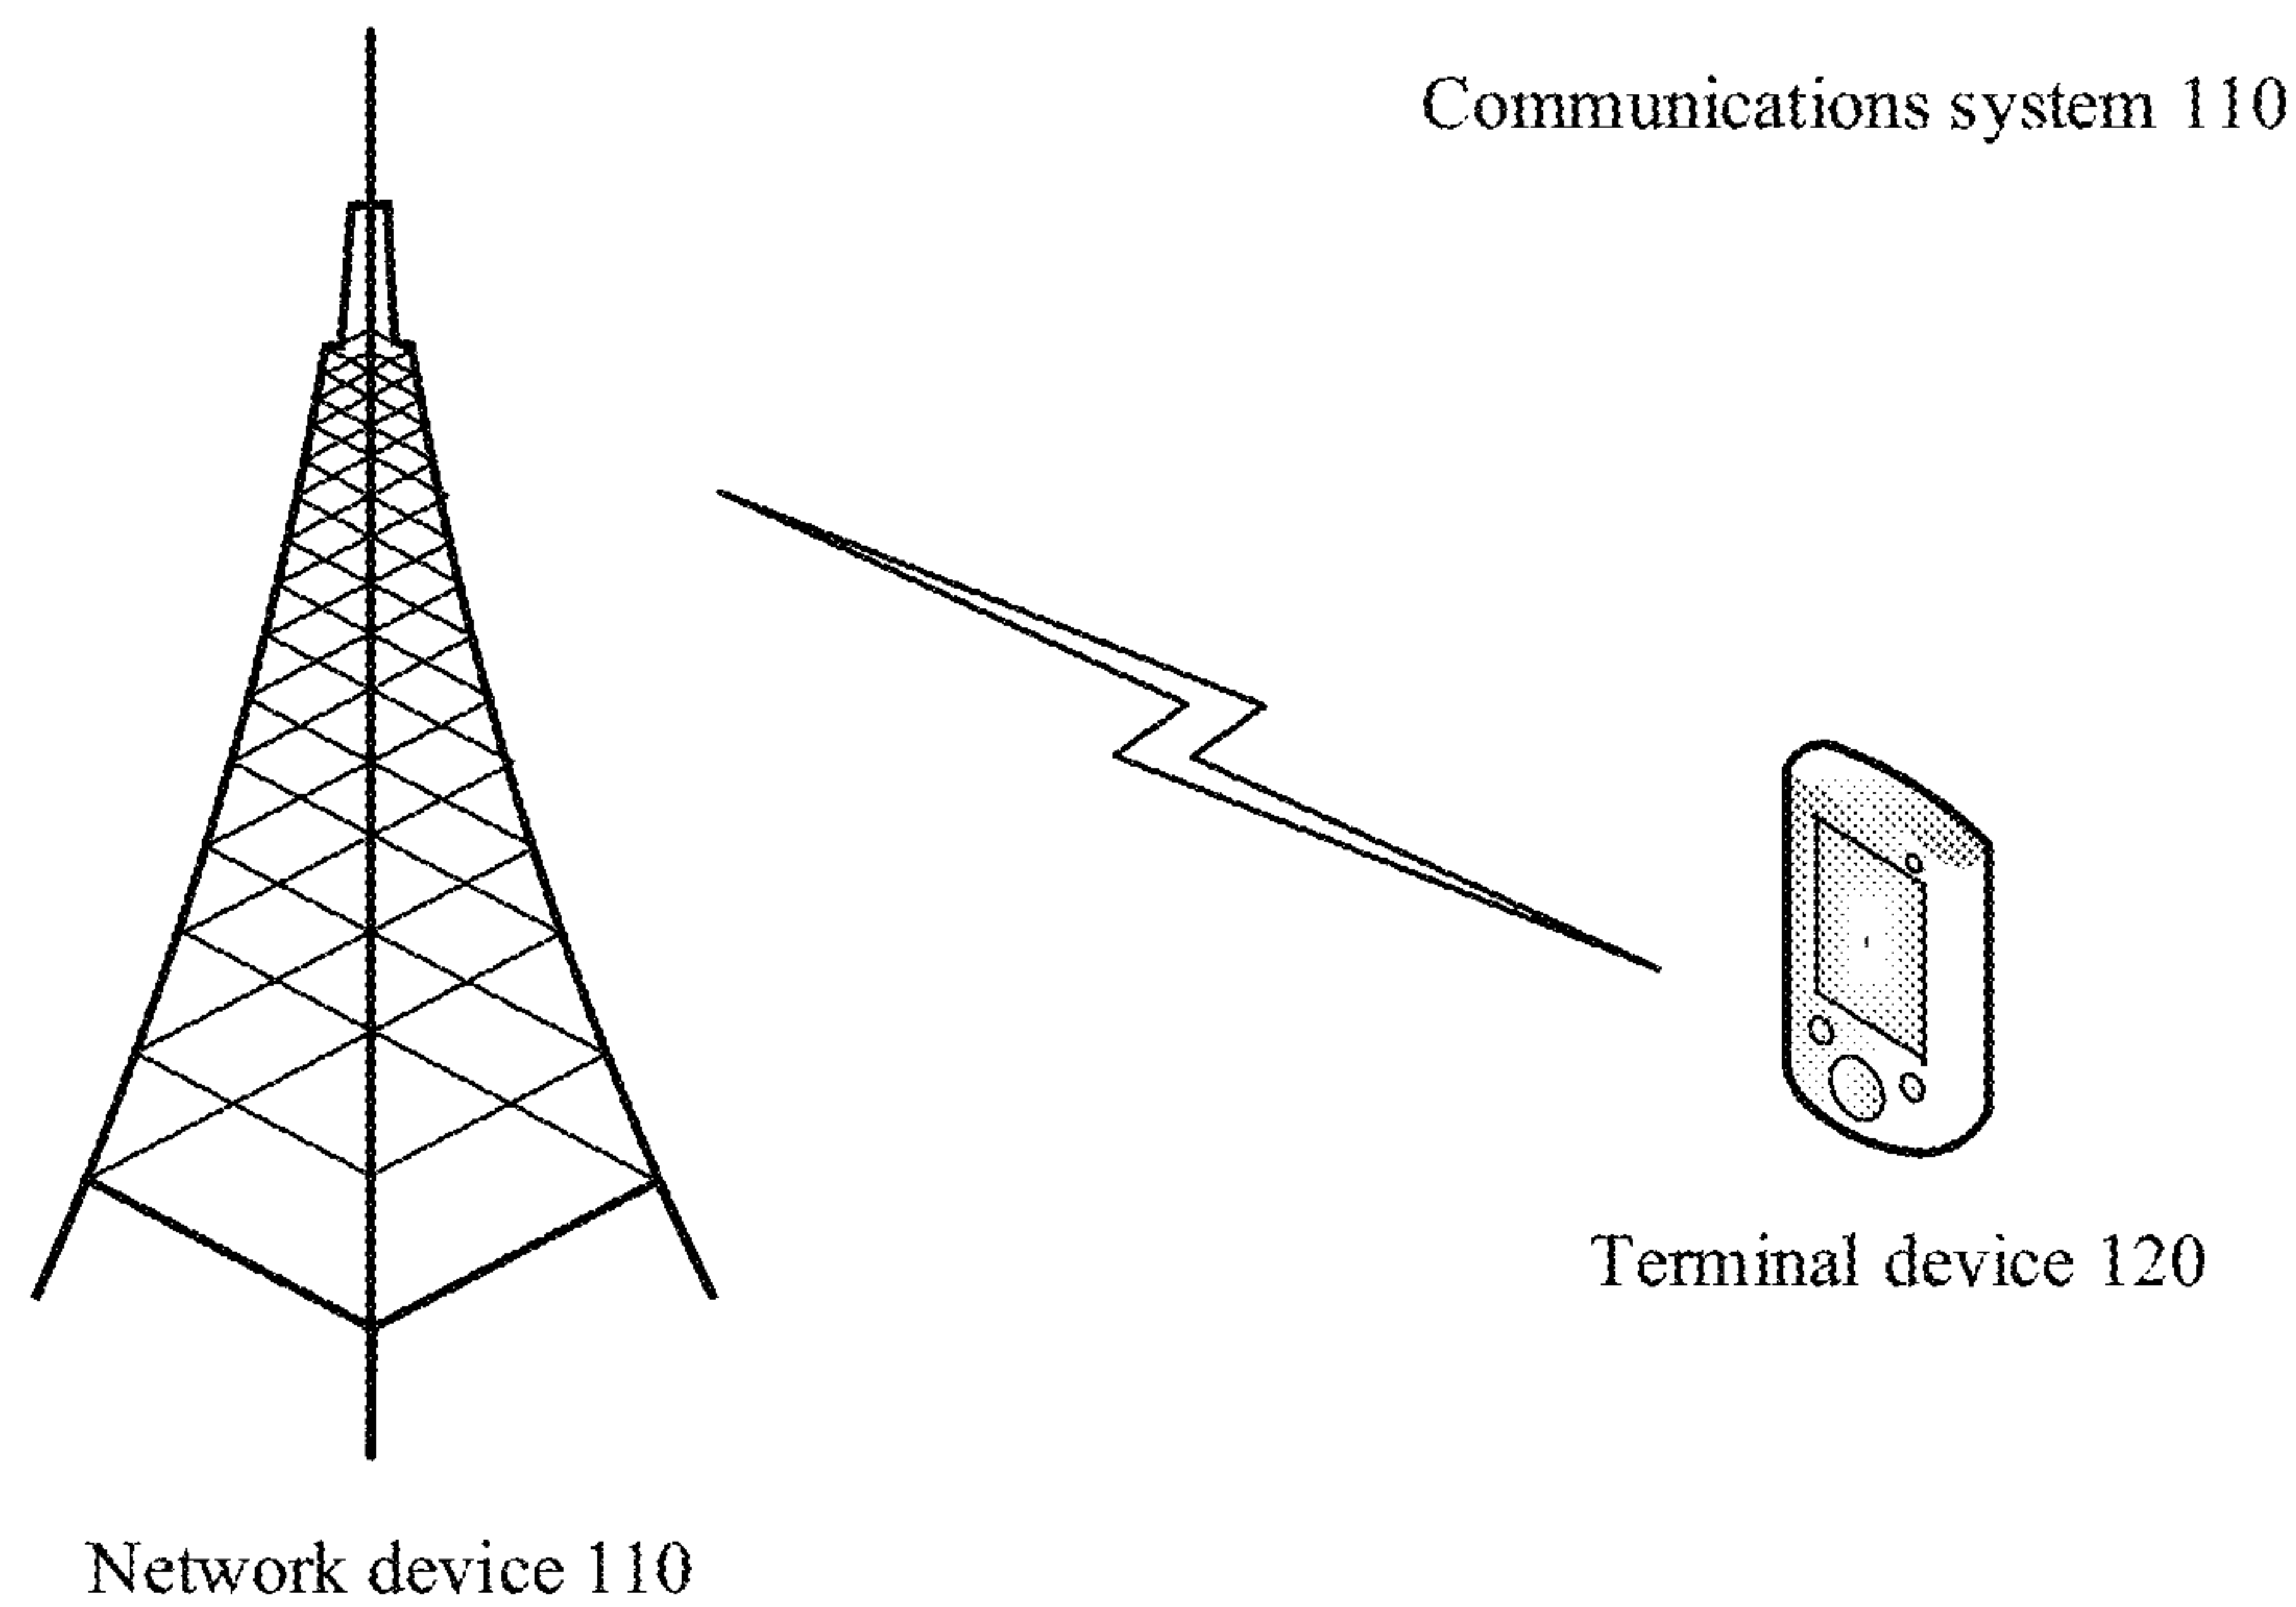 Communications system 110
Terminal device 120
Network device 110